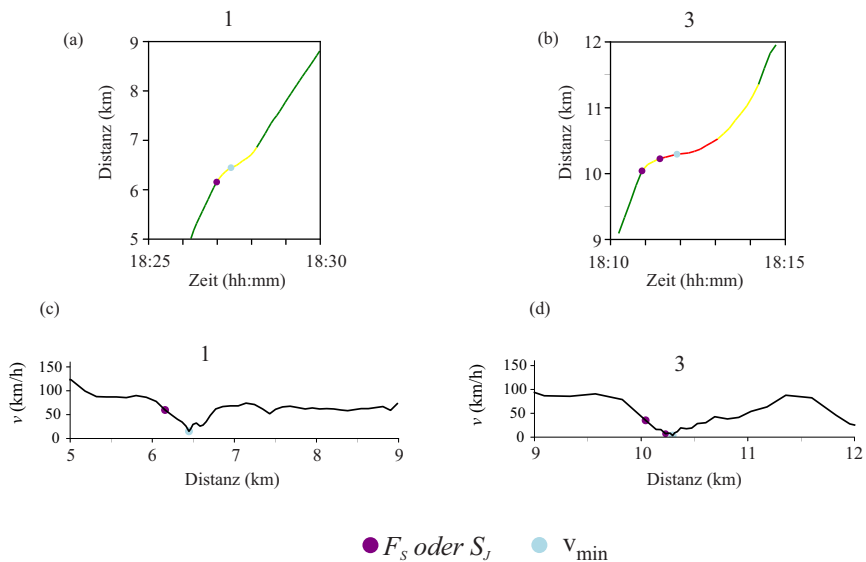 1
3
(a)
(b)
9
8
7
6
5
Distanz (km)
18:25
18:30
Zeit (hh:mm)
12
11
10
9
Distanz (km)
18:10
18:15
Zeit (hh:mm)
(c)
(d)
1
3
150
100
50
0
v (km/h)
5
6
7
8
9
Distanz (km)
150
100
50
0
v (km/h)
9
10
11
12
Distanz (km)
F_S oder S_J
v_min